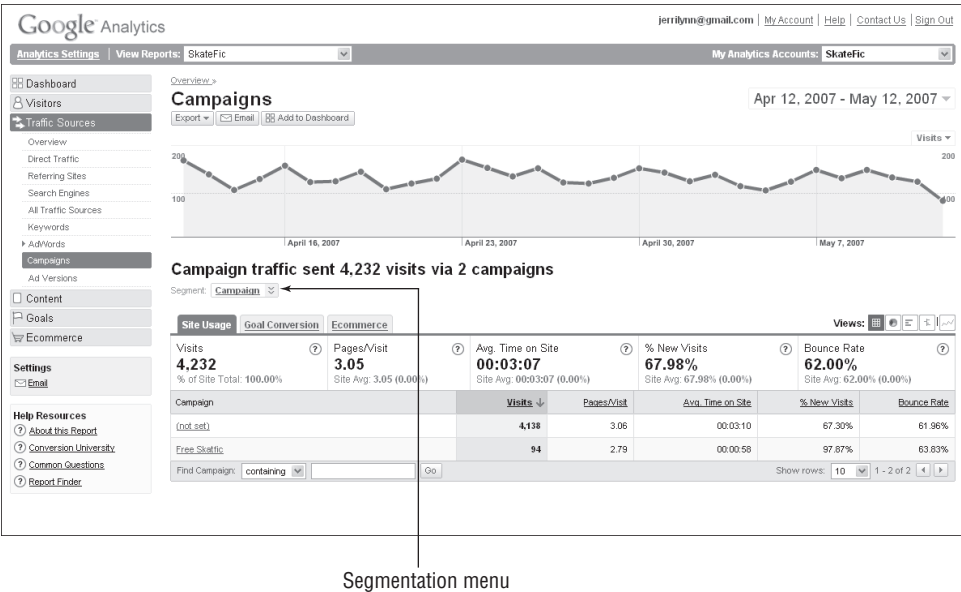 Google Analytics
jerrilynn@gmail.com | My Account | Help | Contact Us | Sign Out
Analytics Settings | View Reports: SkateFic
My Analytics Accounts: SkateFic
Dashboard
Visitors
Traffic Sources
Overview
Direct Traffic
Referring Sites
Search Engines
All Traffic Sources
Keywords
AdWords
Campaigns
Ad Versions
Content
Goals
Ecommerce
Settings
Email
Help Resources
About this Report
Conversion University
Common Questions
Report Finder
Overview »
Campaigns
Apr 12, 2007 - May 12, 2007
Export Email Add to Dashboard
Visits
200 200
100 100
April 16, 2007 April 23, 2007 April 30, 2007 May 7, 2007
Campaign traffic sent 4,232 visits via 2 campaigns
Segment: Campaign
Site Usage Goal Conversion Ecommerce
Views:
Visits ? Pages/Visit ? Avg. Time on Site ? % New Visits ? Bounce Rate ?
4,232 3.05 00:03:07 67.98% 62.00%
% of Site Total: 100.00% Site Avg: 3.05 (0.00%) Site Avg: 00:03:07 (0.00%) Site Avg: 67.98% (0.00%) Site Avg: 62.00% (0.00%)
Campaign Visits Pages/Visit Avg. Time on Site % New Visits Bounce Rate
(not set) 4,138 3.06 00:03:10 67.30% 61.96%
Free Skatfic 94 2.79 00:00:58 97.87% 63.83%
Find Campaign: containing Go Show rows: 10 1 - 2 of 2
Segmentation menu